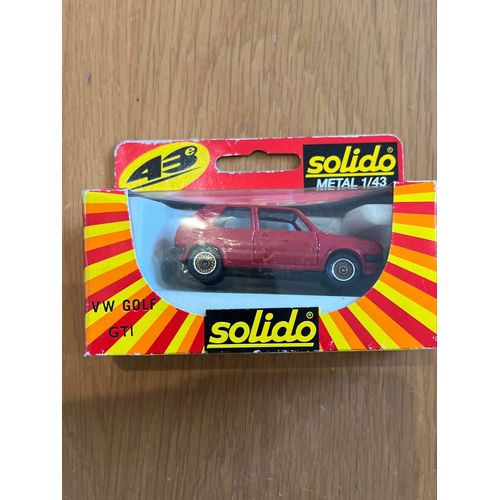 43e
solido®
METAL 1/43
VW GOLF
GTI
solido®